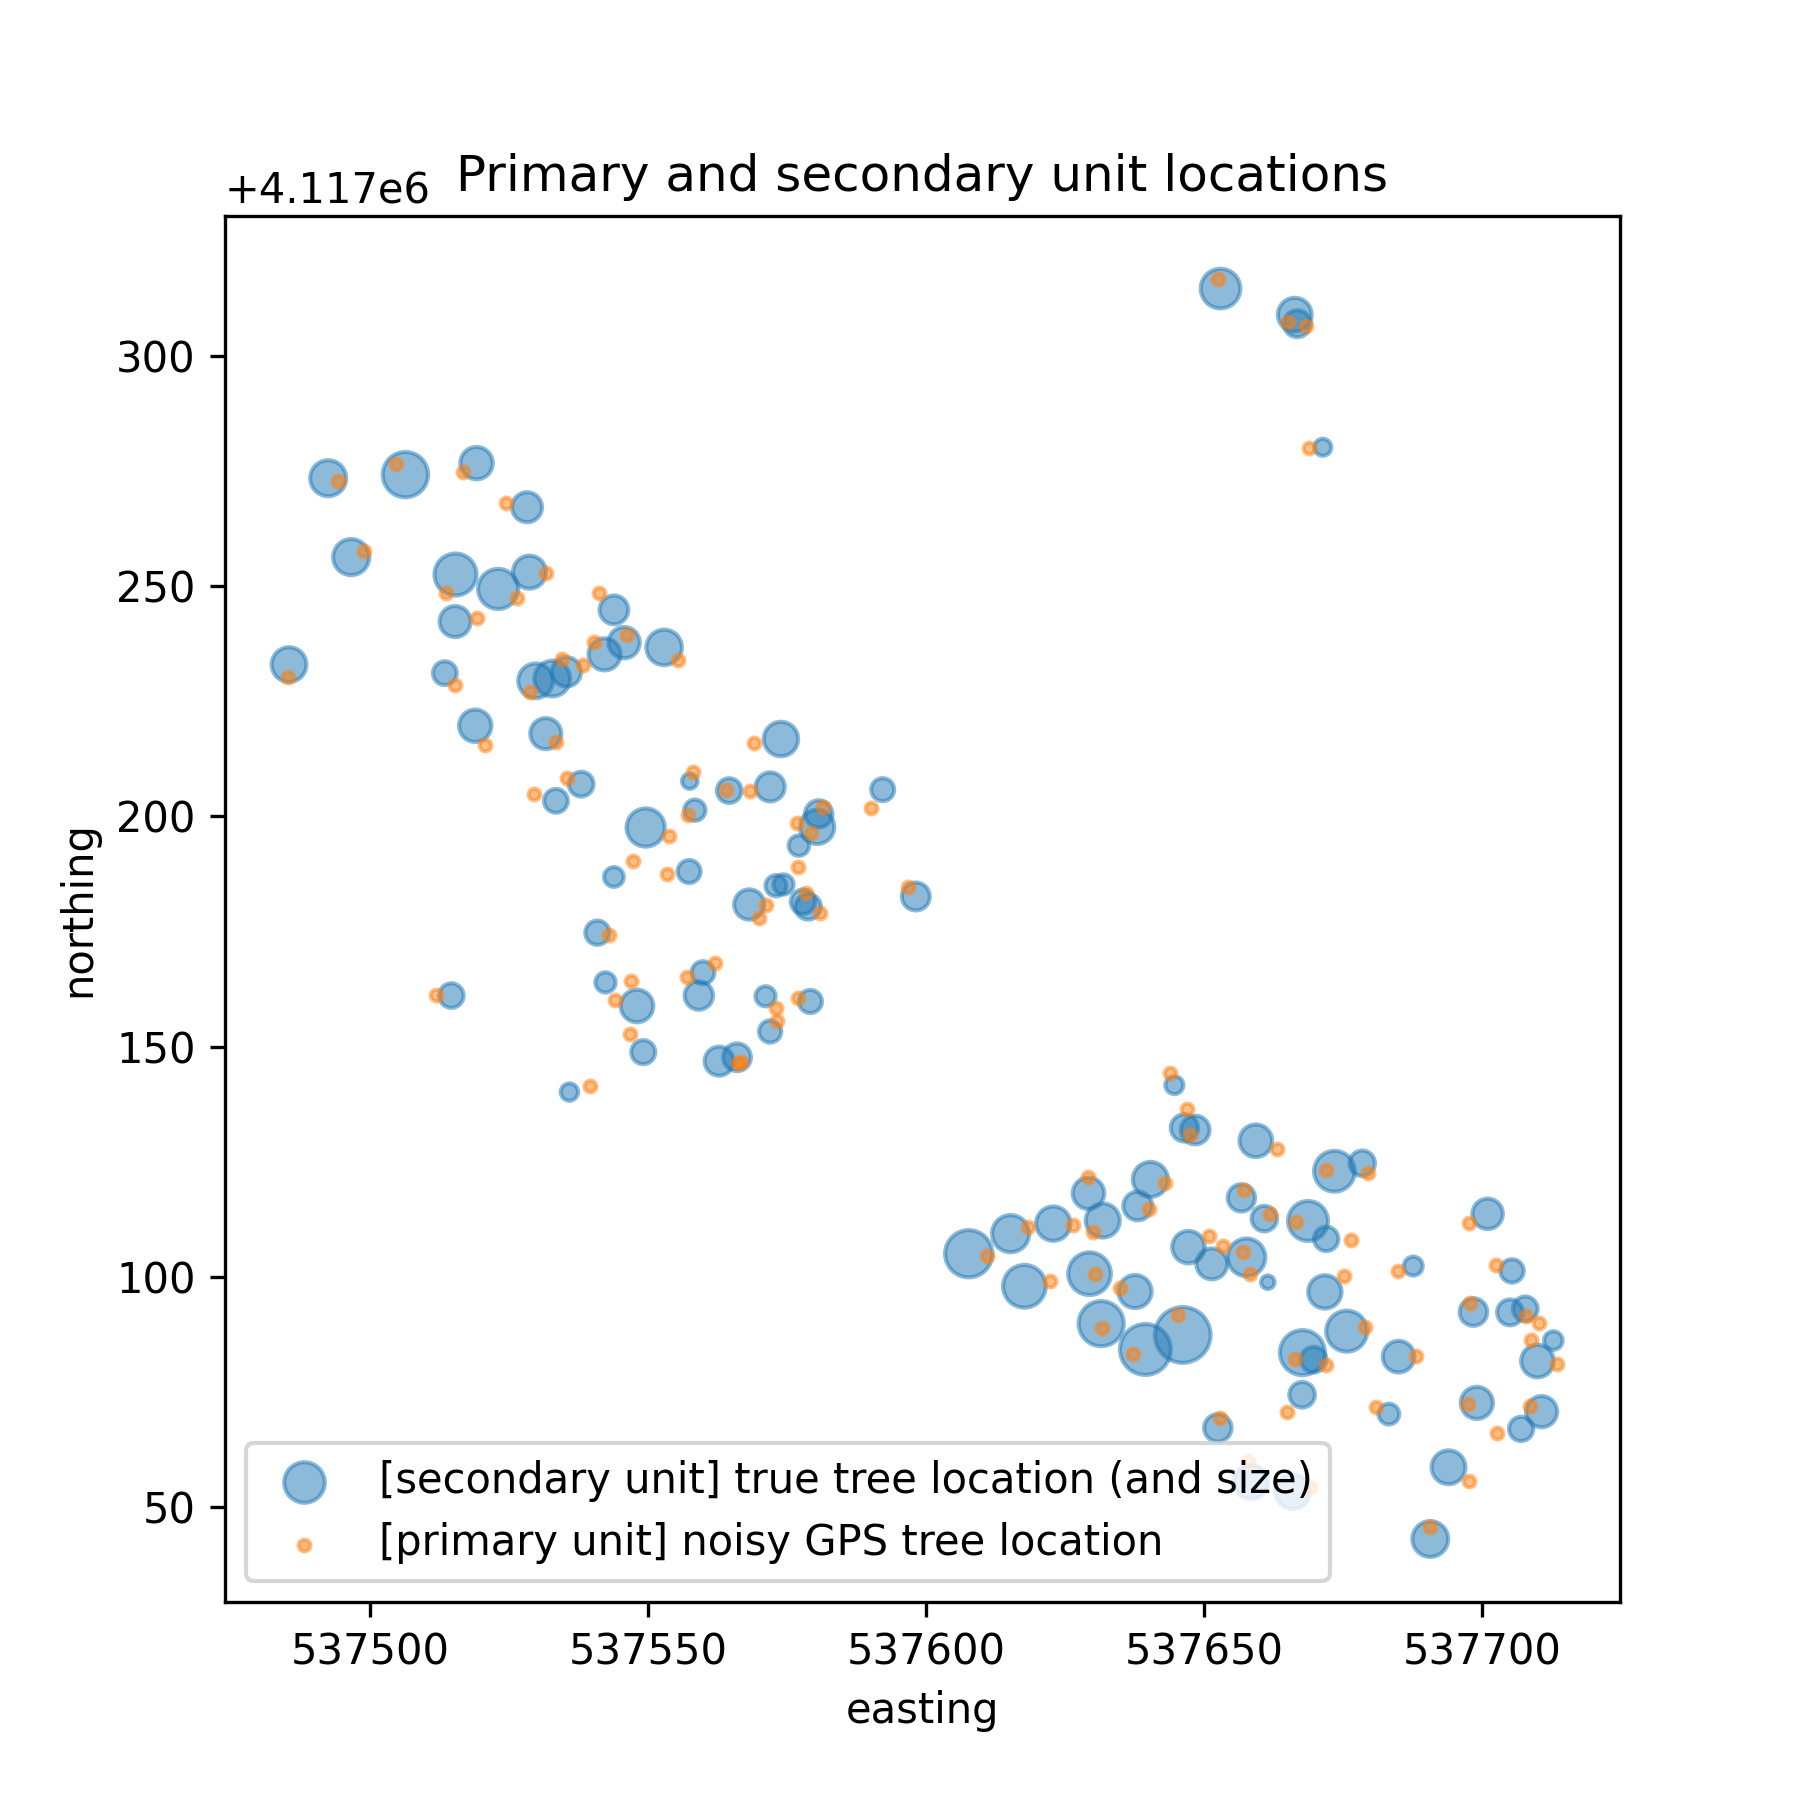 +4.117e6 Primary and secondary unit locations
300
250
200
150
100
50
northing
[secondary unit] true tree location (and size)
[primary unit] noisy GPS tree location
537500 537550 537600 537650 537700
easting